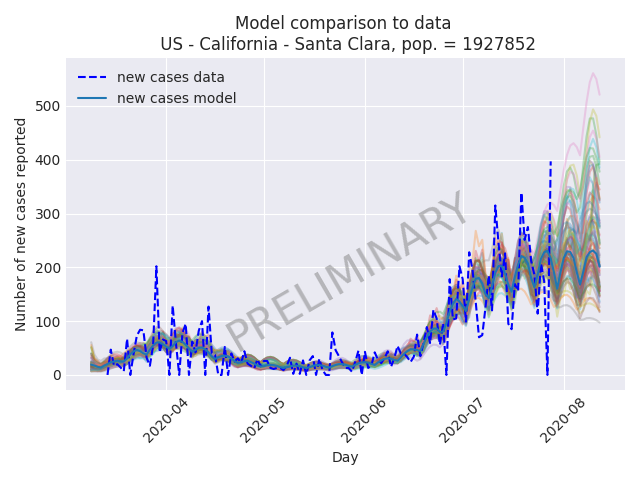 Model comparison to data
US - California - Santa Clara, pop. = 1927852
new cases data
new cases model
PRELIMINARY
Number of new cases reported
500
400
300
200
100
0
2020-04
2020-05
2020-06
2020-07
2020-08
Day